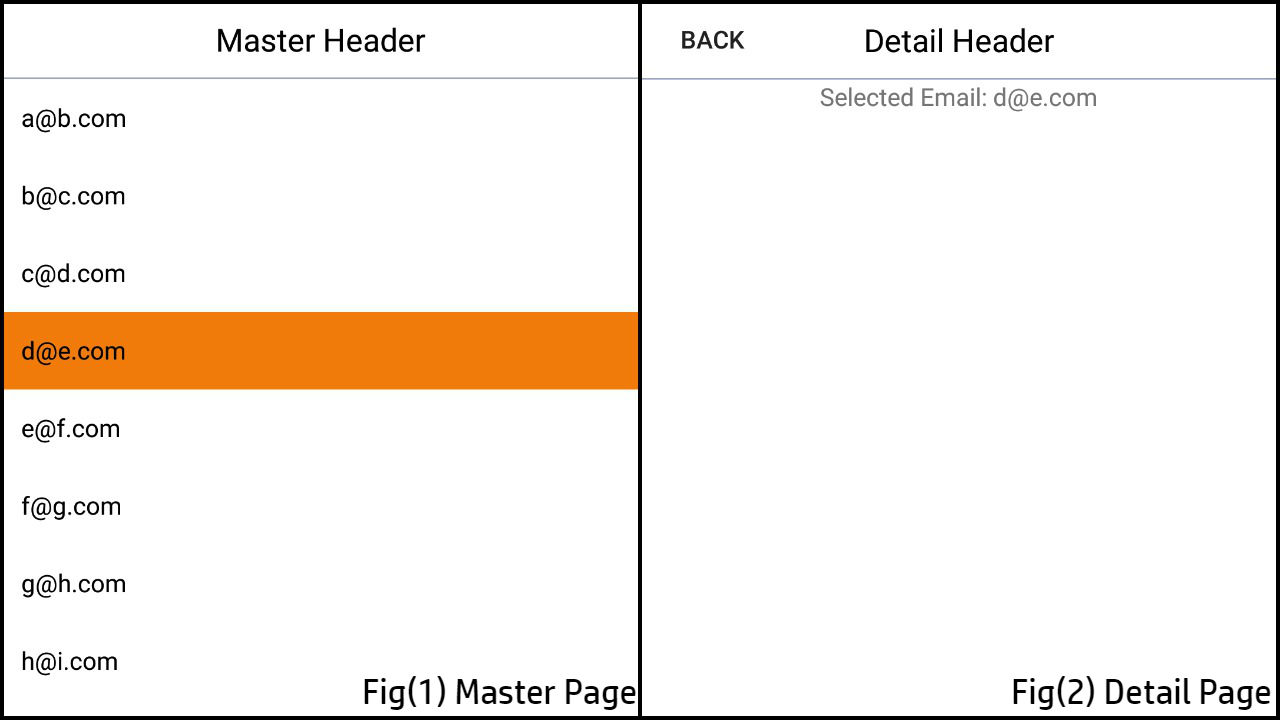 Master Header
a@b.com
b@c.com
c@d.com
d@e.com
e@f.com
f@g.com
g@h.com
h@i.com
Fig(1) Master Page
BACK
Detail Header
Selected Email: d@e.com
Fig(2) Detail Page